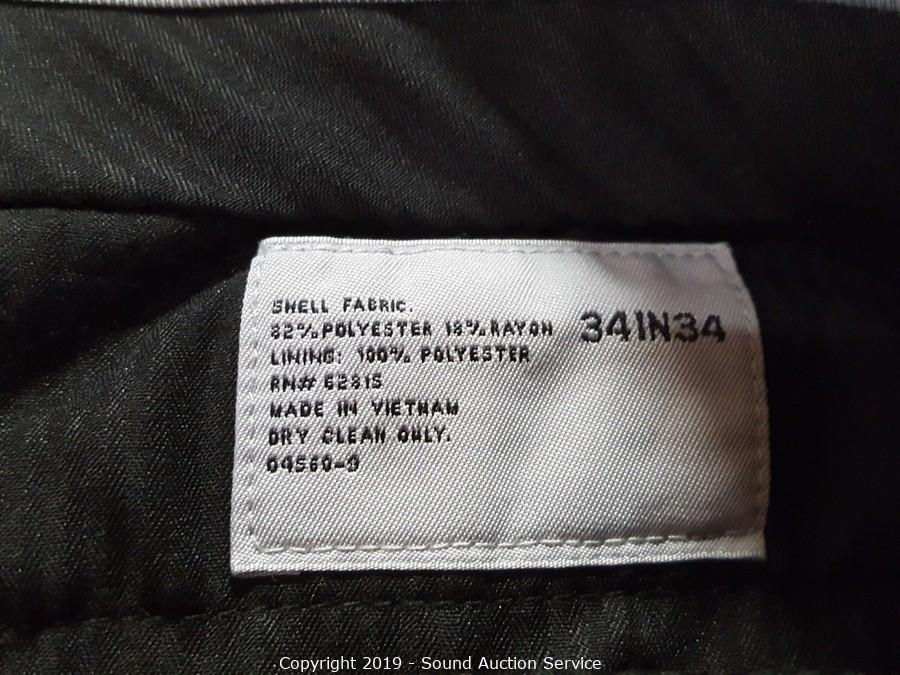 SHELL FABRIC.
82% POLYESTER 18% RAYON
34IN34
LINING: 100% POLYESTER
RN# 62815
MADE IN VIETNAM
DRY CLEAN ONLY.
04560-9
Copyright 2019 - Sound Auction Service